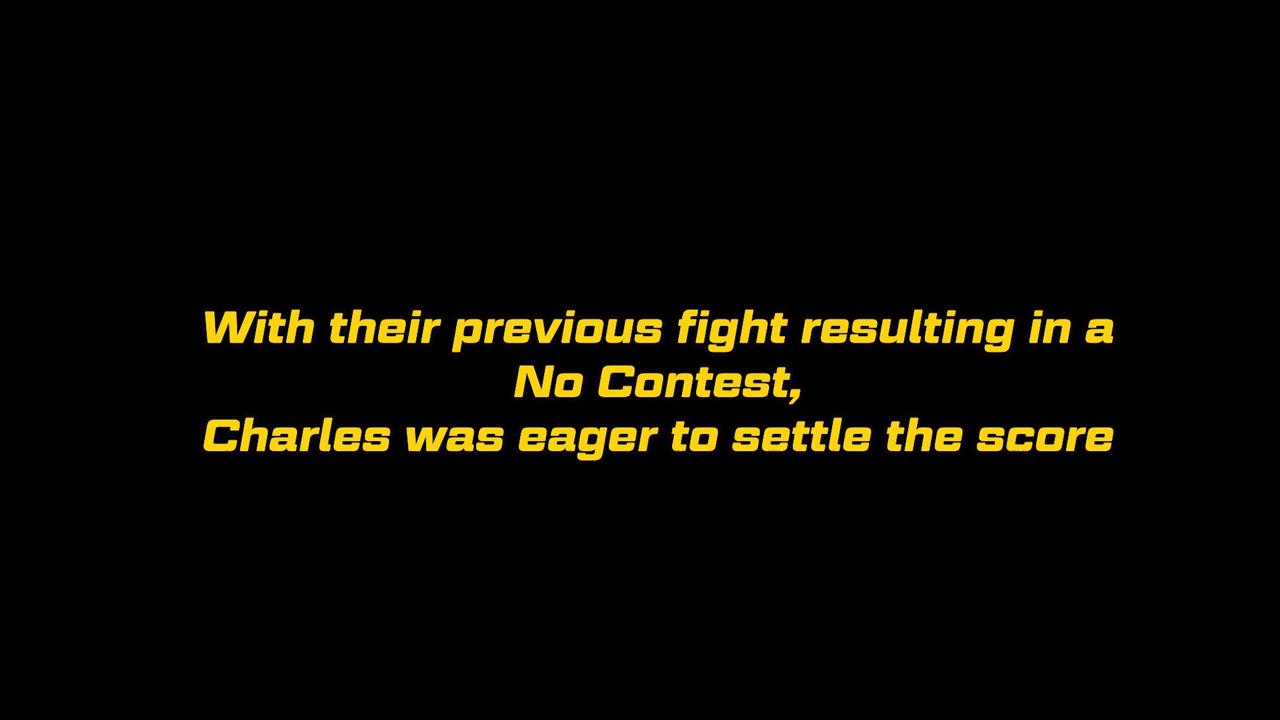 With their previous fight resulting in a
No Contest,
Charles was eager to settle the score